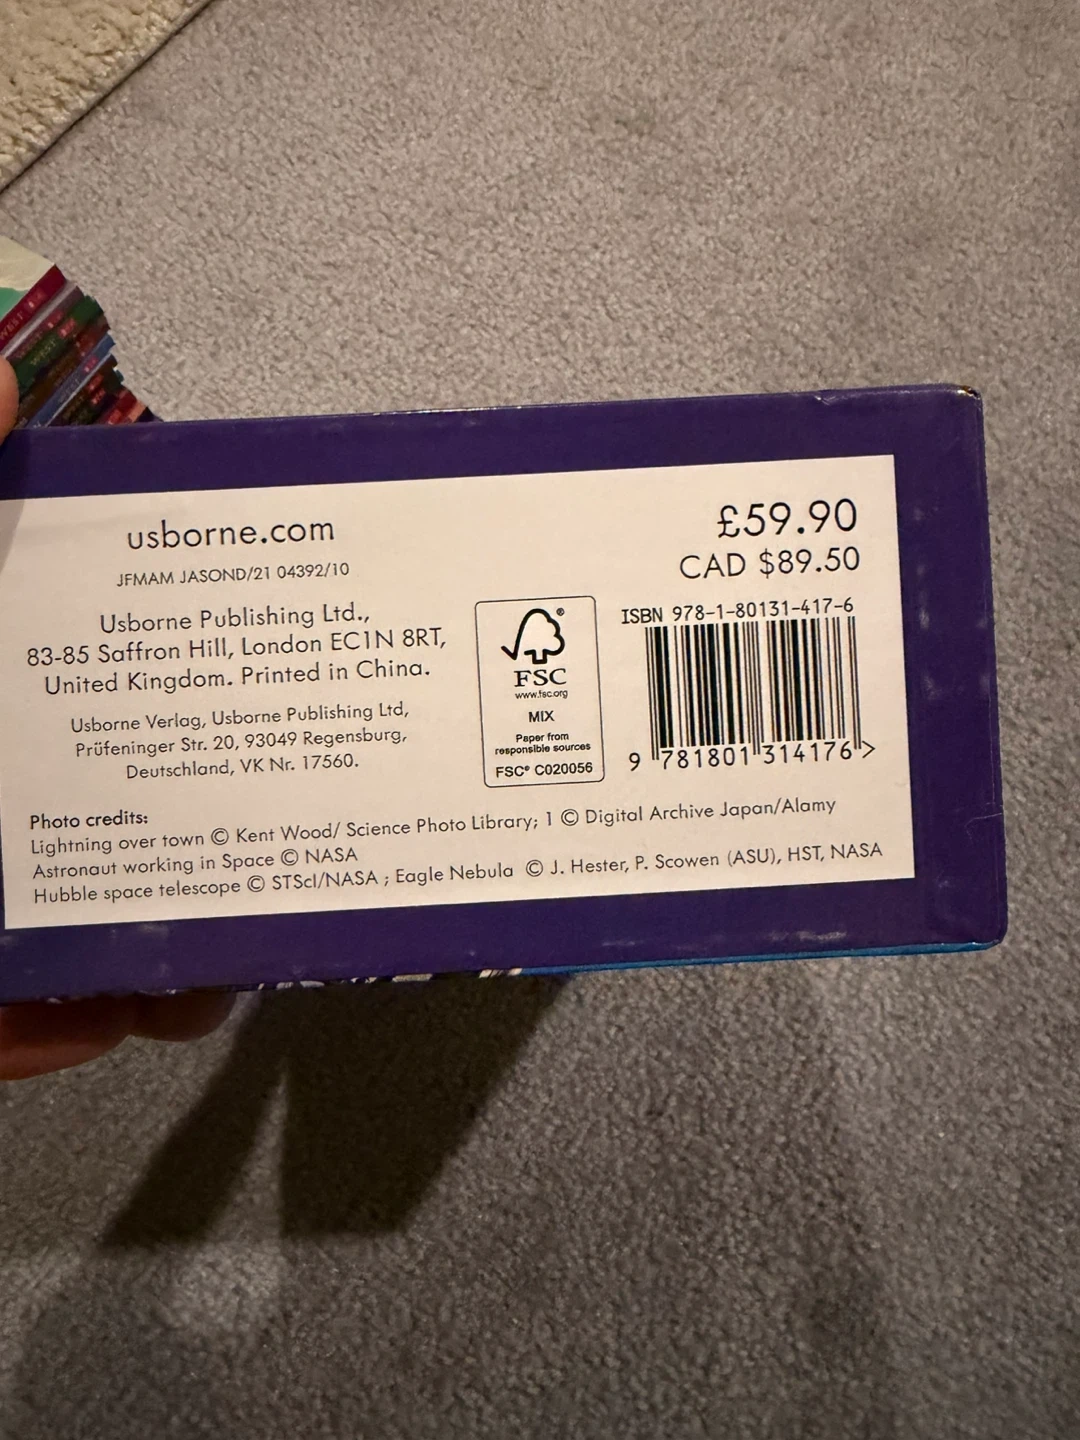 WEST
WEST
usborne.com
JFMAM JASOND/21 04392/10
Usborne Publishing Ltd.,
83-85 Saffron Hill, London EC1N 8RT,
United Kingdom. Printed in China.
Usborne Verlag, Usborne Publishing Ltd,
Prüfeninger Str. 20, 93049 Regensburg,
Deutschland, VK Nr. 17560.
FSC®
www.fsc.org
MIX
Paper from
responsible sources
FSC® C020056
£59.90
CAD $89.50
ISBN 978-1-80131-417-6
9 781801 314176 >
Photo credits:
Lightning over town © Kent Wood/ Science Photo Library; 1 © Digital Archive Japan/Alamy
Astronaut working in Space © NASA
Hubble space telescope © STScI/NASA ; Eagle Nebula © J. Hester, P. Scowen (ASU), HST, NASA